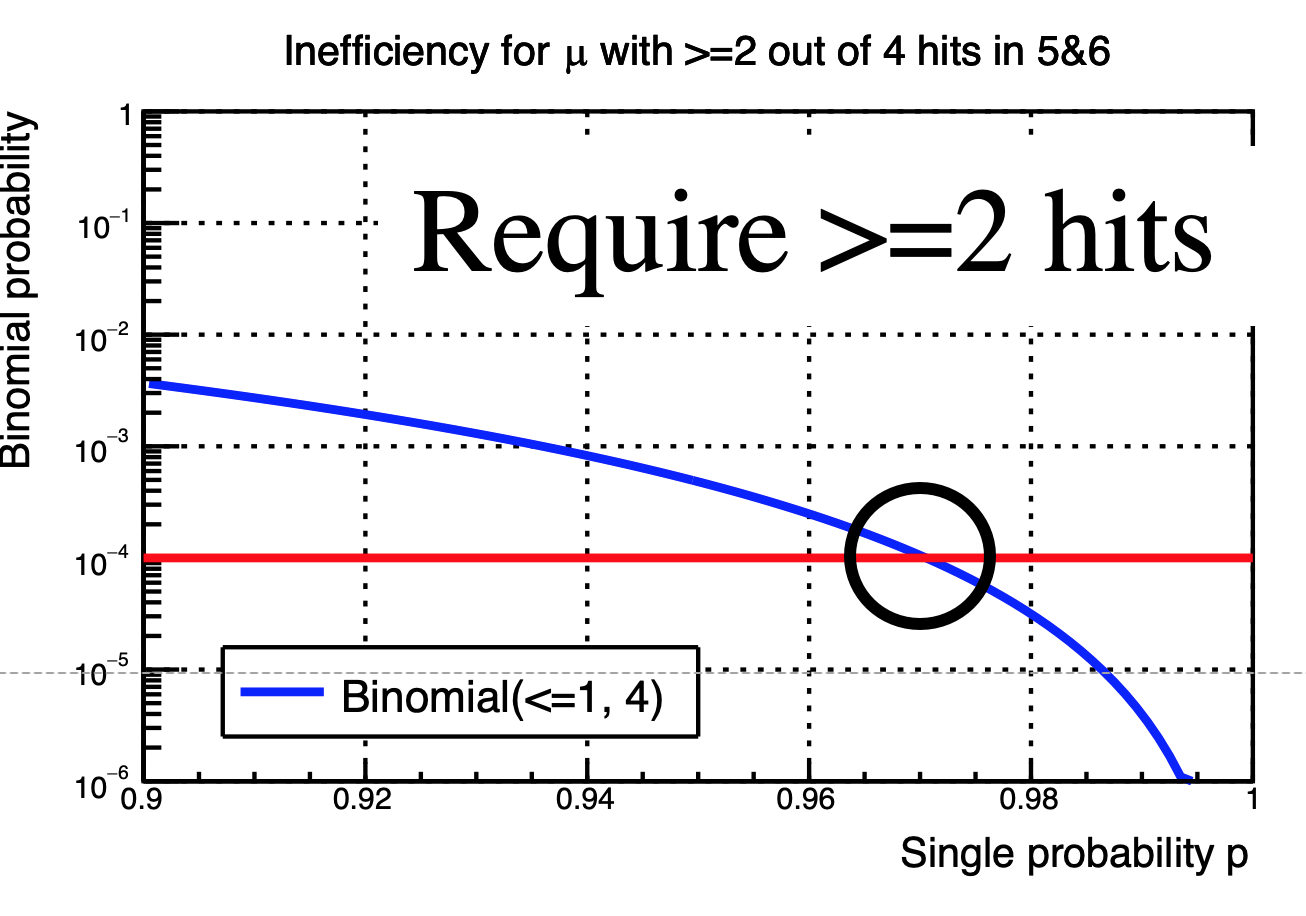 Inefficiency for μ with >=2 out of 4 hits in 5&6
Binomial probability
1
10⁻¹
10⁻²
10⁻³
10⁻⁴
10⁻⁵
10⁻⁶
Require >=2 hits
Binomial(<=1, 4)
0.9 0.92 0.94 0.96 0.98 1
Single probability p